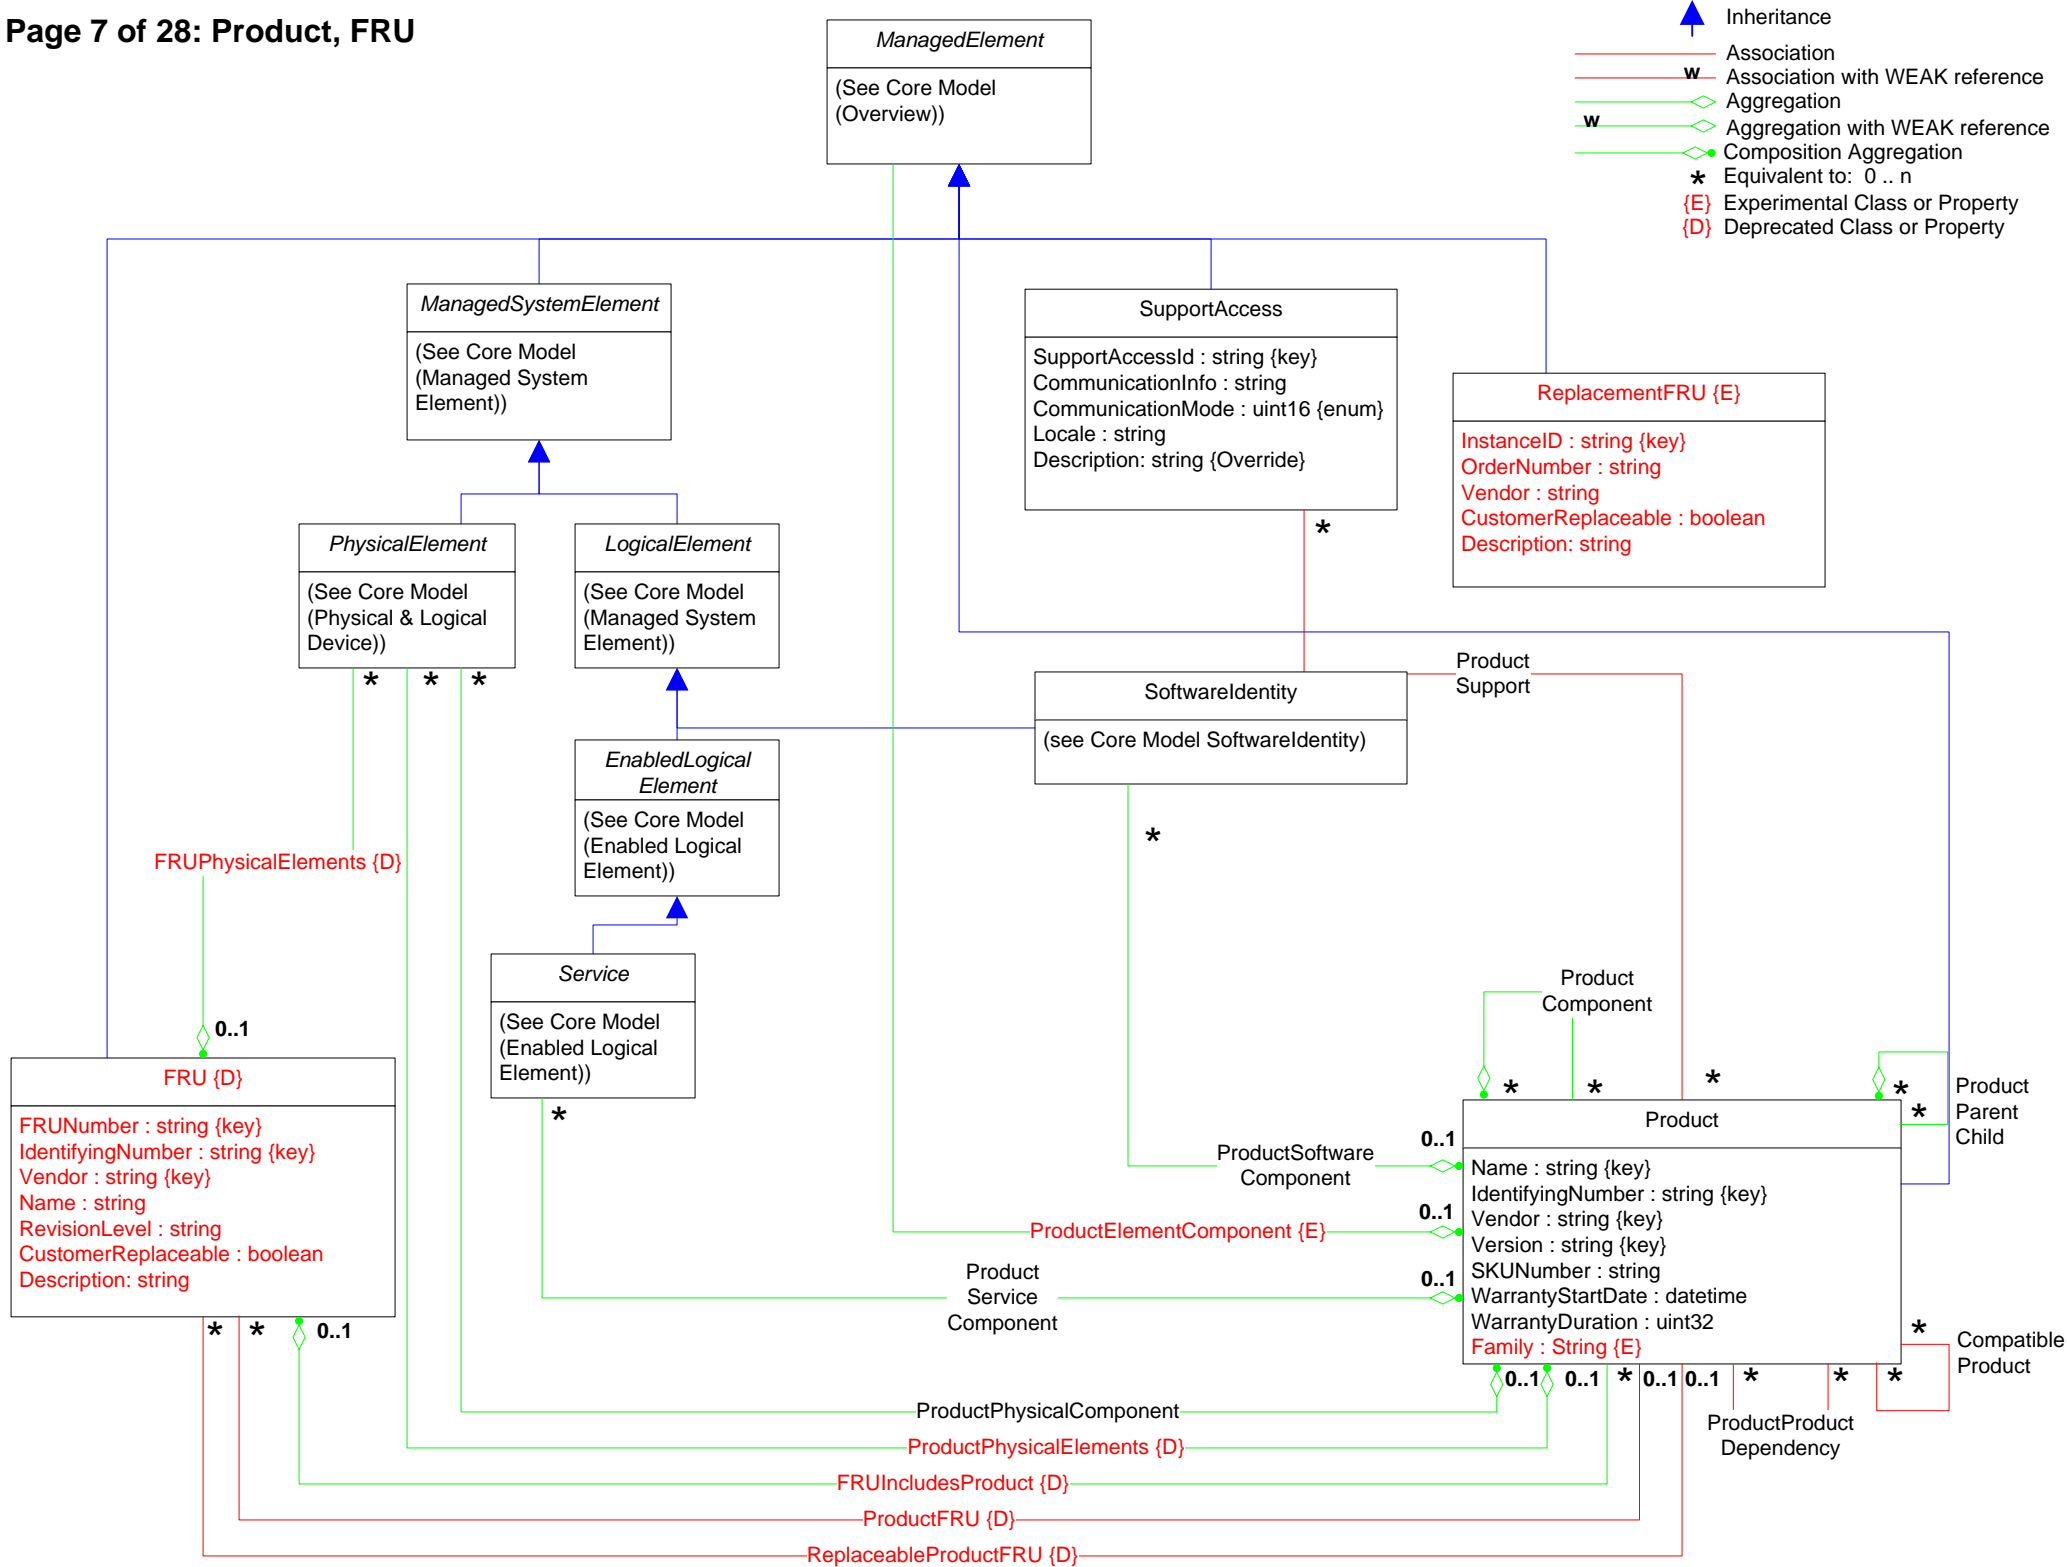 Page 7 of 28: Product, FRU
Inheritance
Association
w
Association with WEAK reference
Aggregation
w
Aggregation with WEAK reference
Composition Aggregation
* Equivalent to: 0 .. n
{E} Experimental Class or Property
{D} Deprecated Class or Property
ManagedElement
(See Core Model
(Overview))
ManagedSystemElement
(See Core Model
(Managed System
Element))
SupportAccess
SupportAccessId : string {key}
CommunicationInfo : string
CommunicationMode : uint16 {enum}
Locale : string
Description: string {Override}
*
ReplacementFRU {E}
InstanceID : string {key}
OrderNumber : string
Vendor : string
CustomerReplaceable : boolean
Description: string
PhysicalElement
(See Core Model
(Physical & Logical
Device))
* * *
LogicalElement
(See Core Model
(Managed System
Element))
SoftwareIdentity
(see Core Model SoftwareIdentity)
*
Product
Support
EnabledLogical
Element
(See Core Model
(Enabled Logical
Element))
FRUPhysicalElements {D}
0..1
Service
(See Core Model
(Enabled Logical
Element))
*
FRU {D}
FRUNumber : string {key}
IdentifyingNumber : string {key}
Vendor : string {key}
Name : string
RevisionLevel : string
CustomerReplaceable : boolean
Description: string
* * 0..1
Product
Component
* * * *
Product
Parent
Child
*
Product
Name : string {key}
IdentifyingNumber : string {key}
Vendor : string {key}
Version : string {key}
SKUNumber : string
WarrantyStartDate : datetime
WarrantyDuration : uint32
Family : String {E}
0..1
ProductSoftware
Component
0..1
ProductElementComponent {E}
0..1
Product
Service
Component
*
Compatible
Product
0..1 0..1 * 0..1 0..1 * * *
ProductProduct
Dependency
ProductPhysicalComponent
ProductPhysicalElements {D}
FRUIncludesProduct {D}
ProductFRU {D}
ReplaceableProductFRU {D}